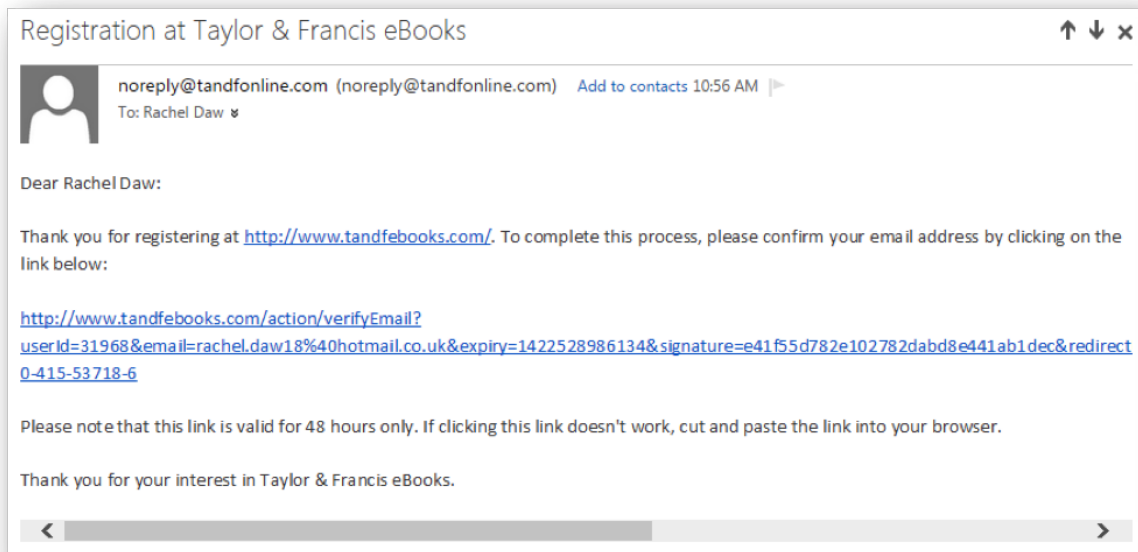 Registration at Taylor & Francis eBooks
noreply@tandfonline.com (noreply@tandfonline.com) Add to contacts 10:56 AM
To: Rachel Daw
Dear Rachel Daw:
Thank you for registering at http://www.tandfebooks.com/. To complete this process, please confirm your email address by clicking on the
link below:
http://www.tandfebooks.com/action/verifyEmail?
userId=31968&email=rachel.daw18%40hotmail.co.uk&expiry=1422528986134&signature=e41f55d782e102782dabd8e441ab1dec&redirect
0-415-53718-6
Please note that this link is valid for 48 hours only. If clicking this link doesn't work, cut and paste the link into your browser.
Thank you for your interest in Taylor & Francis eBooks.